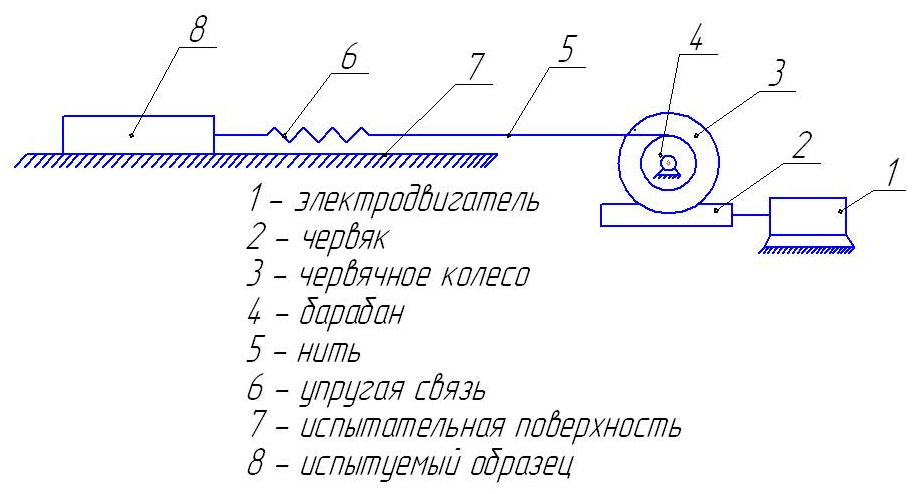 8
6
7
5
4
3
2
1
1 – электродвигатель
2 – червяк
3 – червячное колесо
4 – барабан
5 – нить
6 – упругая связь
7 – испытательная поверхность
8 – испытуемый образец